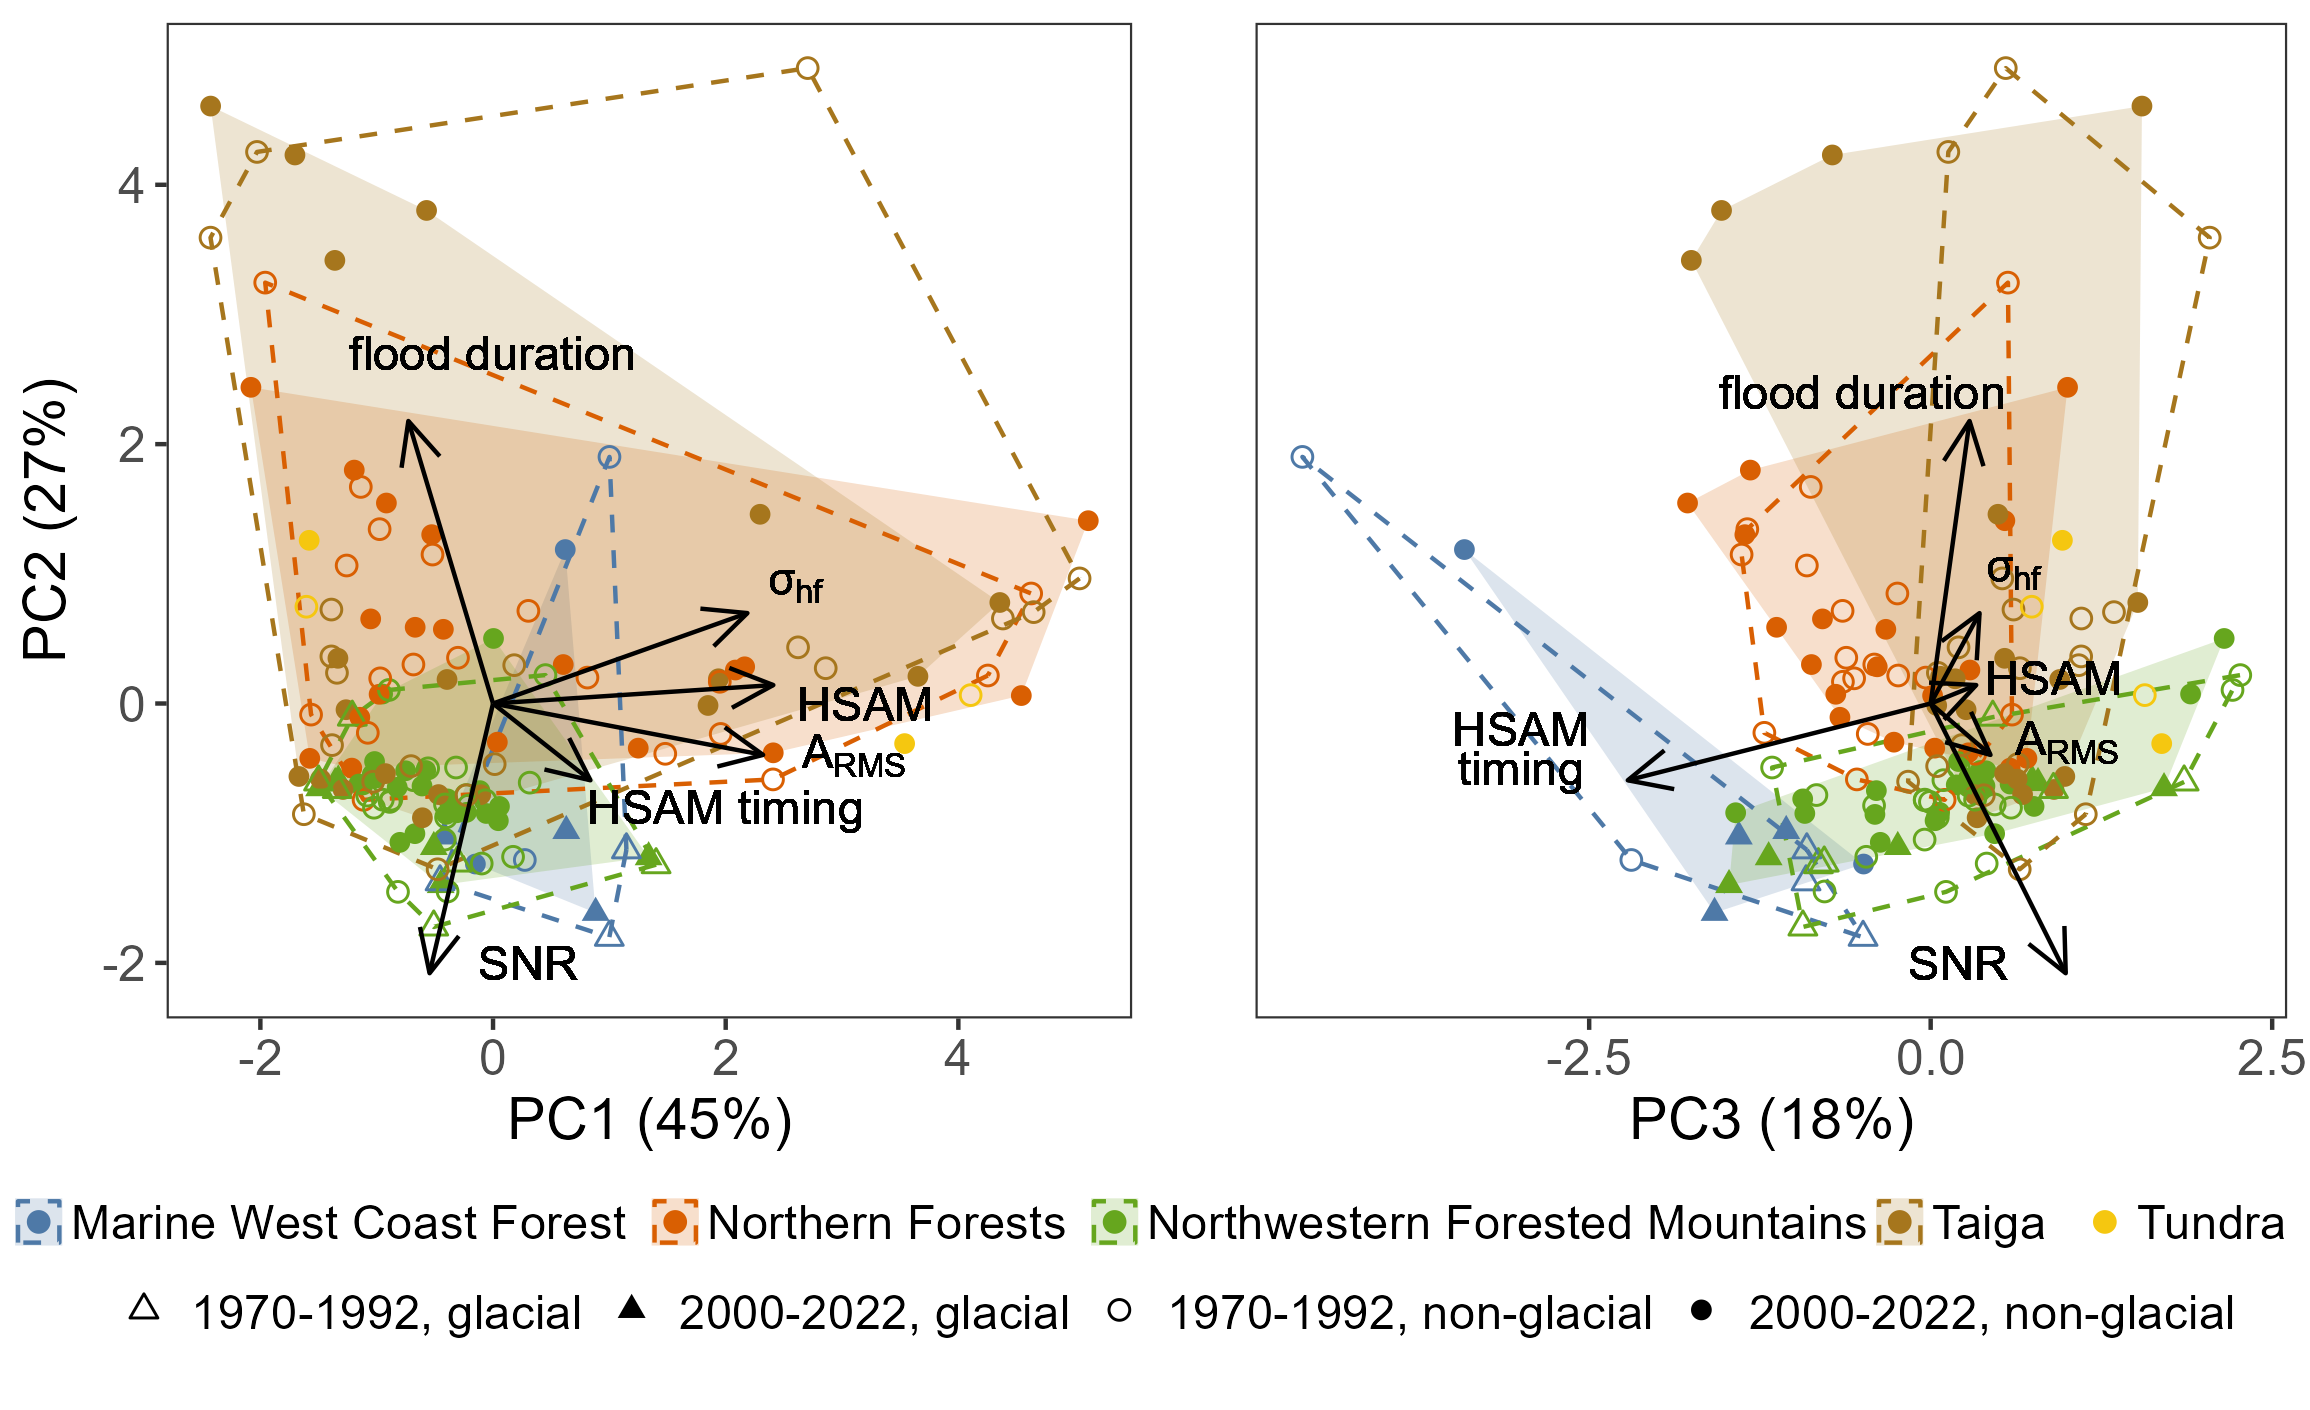 flood duration
σhf
HSAM
ARMS
HSAM timing
SNR
4
2
0
-2
PC2 (27%)
-2
0
2
4
PC1 (45%)
flood duration
σhf
HSAM
ARMS
HSAM
timing
SNR
-2.5
0.0
2.5
PC3 (18%)
Marine West Coast Forest
Northern Forests
Northwestern Forested Mountains
Taiga
Tundra
1970-1992, glacial
2000-2022, glacial
1970-1992, non-glacial
2000-2022, non-glacial